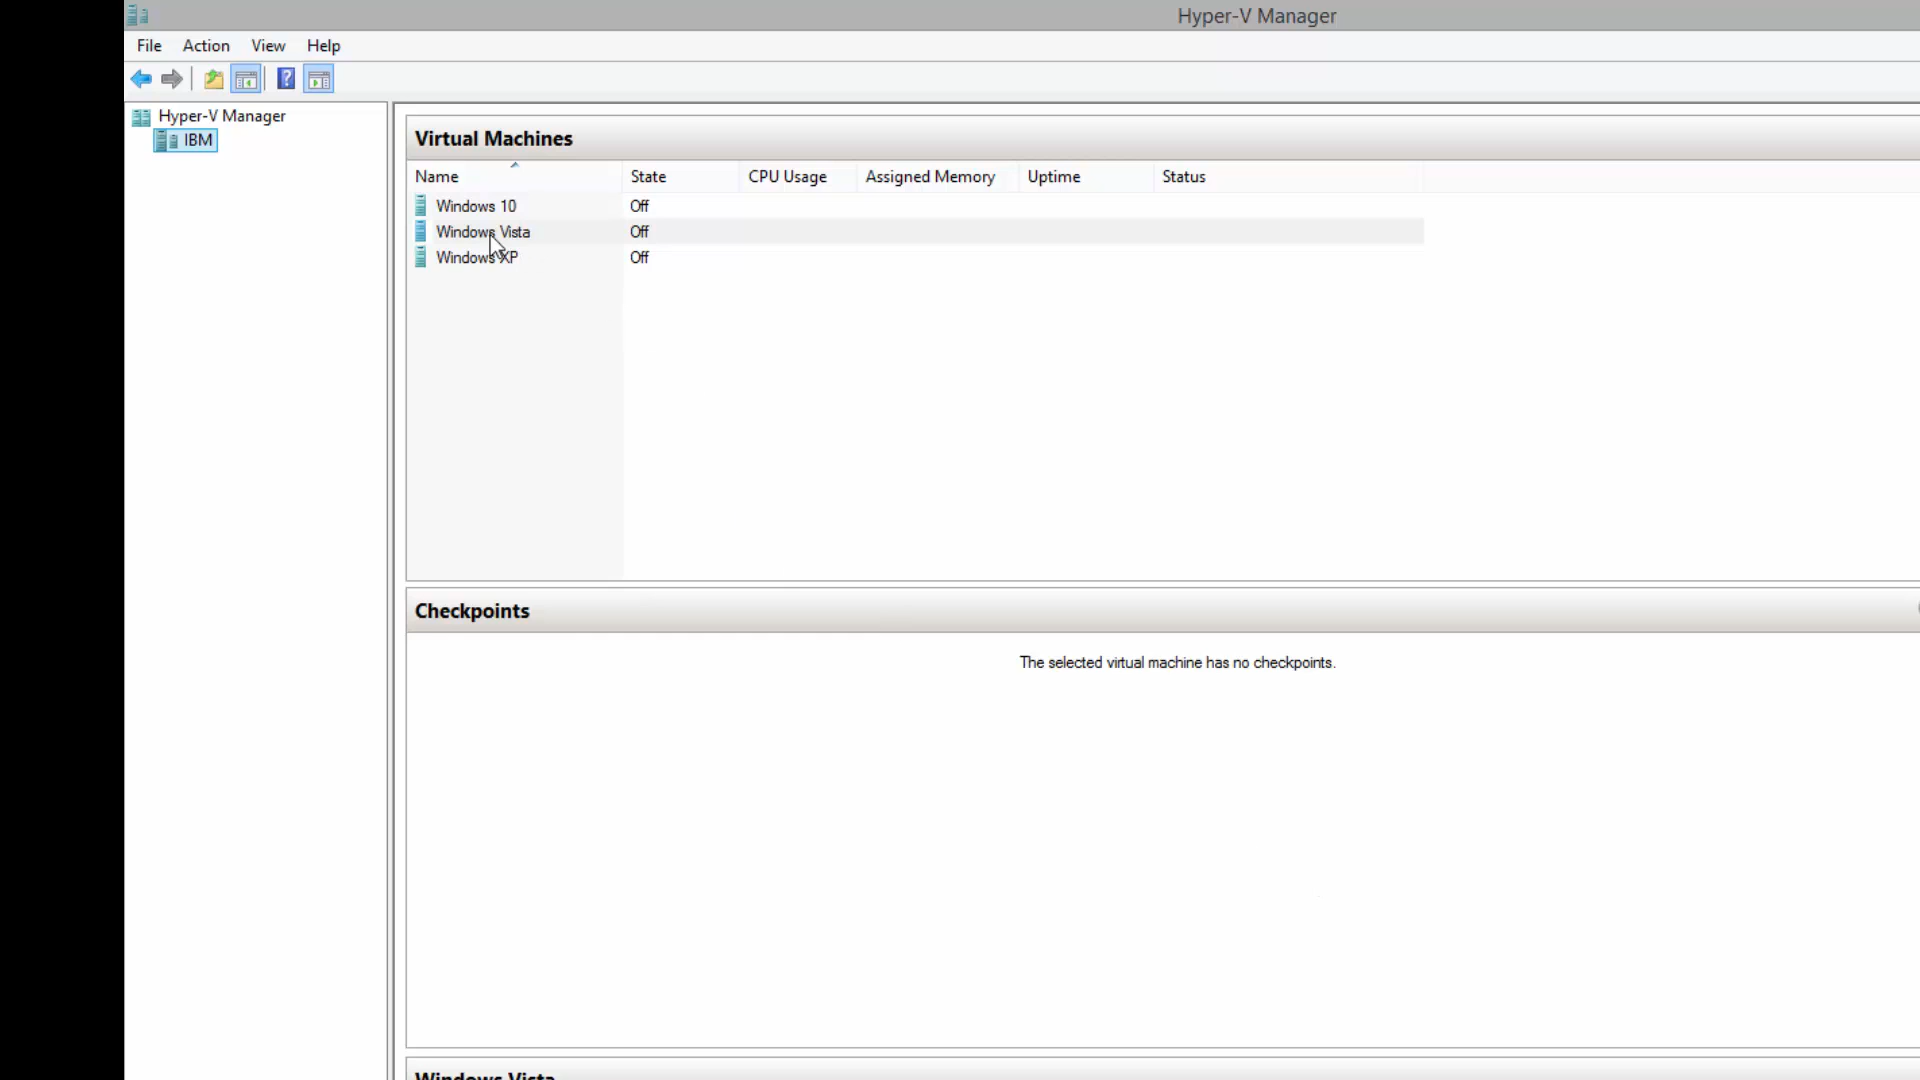 Hyper-V Manager
File Action View Help
Hyper-V Manager
IBM
Virtual Machines
Name State CPU Usage Assigned Memory Uptime Status
Windows 10 Off
Windows Vista Off
Windows XP Off
Checkpoints
The selected virtual machine has no checkpoints.
Windows Vista